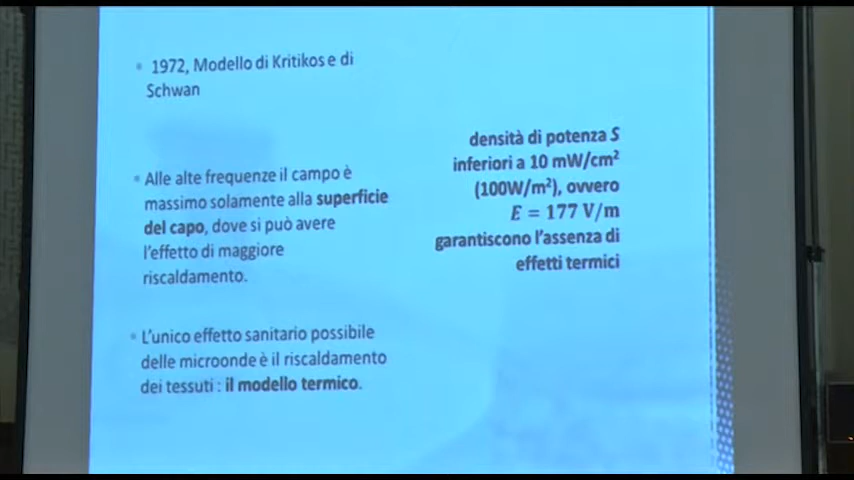 1972, Modello di Kritikos e di
Schwan
Alle alte frequenze il campo è
massimo solamente alla superficie
del capo, dove si può avere
l'effetto di maggiore
riscaldamento.
L'unico effetto sanitario possibile
delle microonde è il riscaldamento
dei tessuti : il modello termico.
densità di potenza S
inferiori a 10 mW/cm²
(100W/m²), ovvero
E = 177 V/m
garantiscono l'assenza di
effetti termici